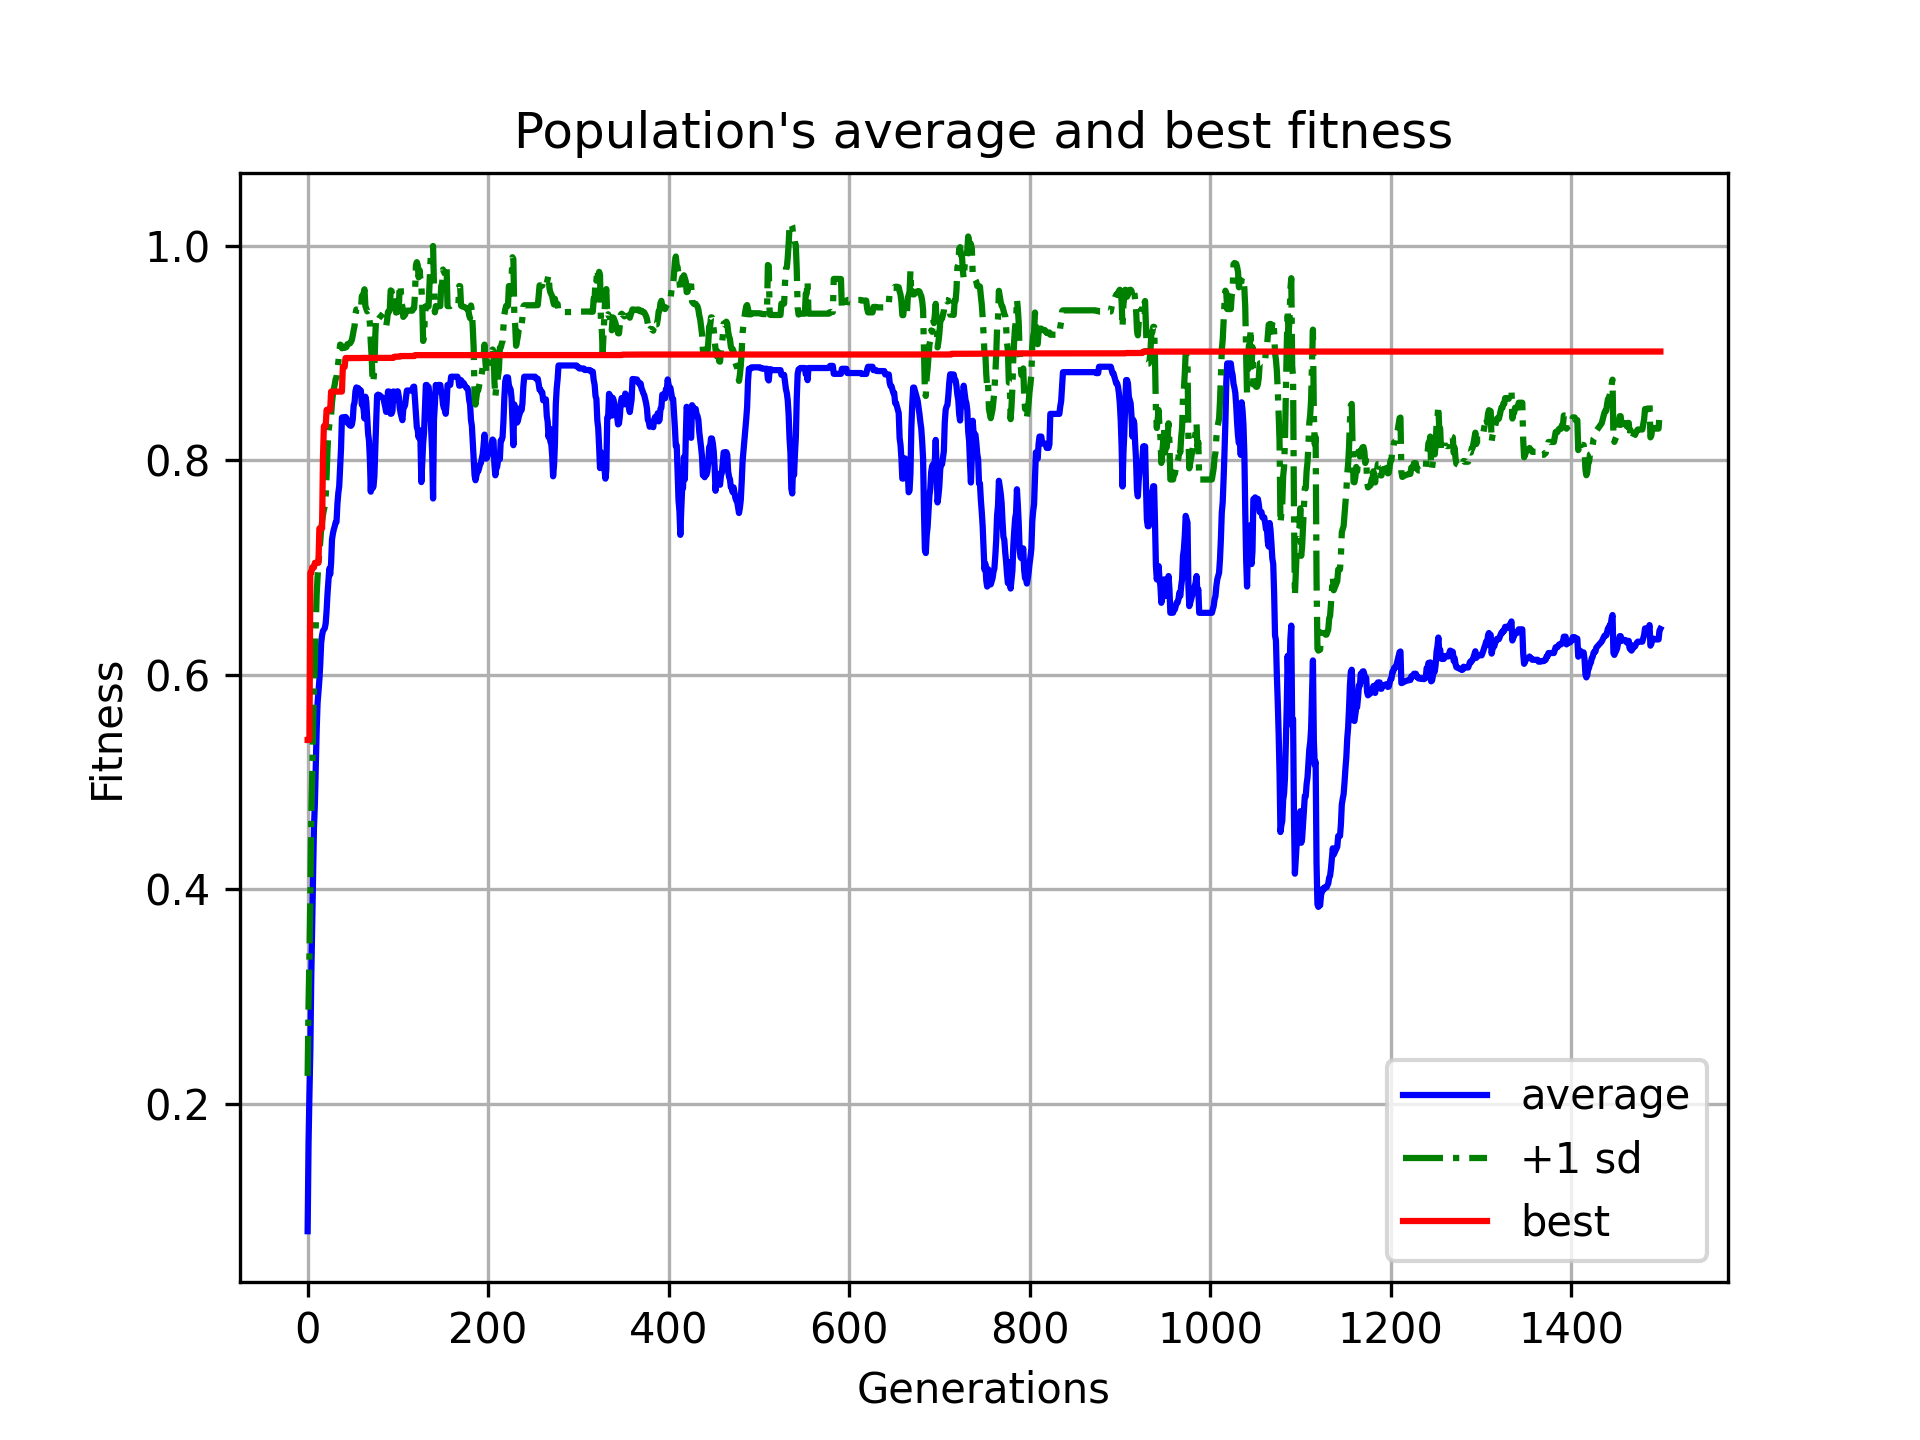 Population's average and best fitness
1.0
0.8
0.6
0.4
0.2
Fitness
0 200 400 600 800 1000 1200 1400
Generations
average
+1 sd
best